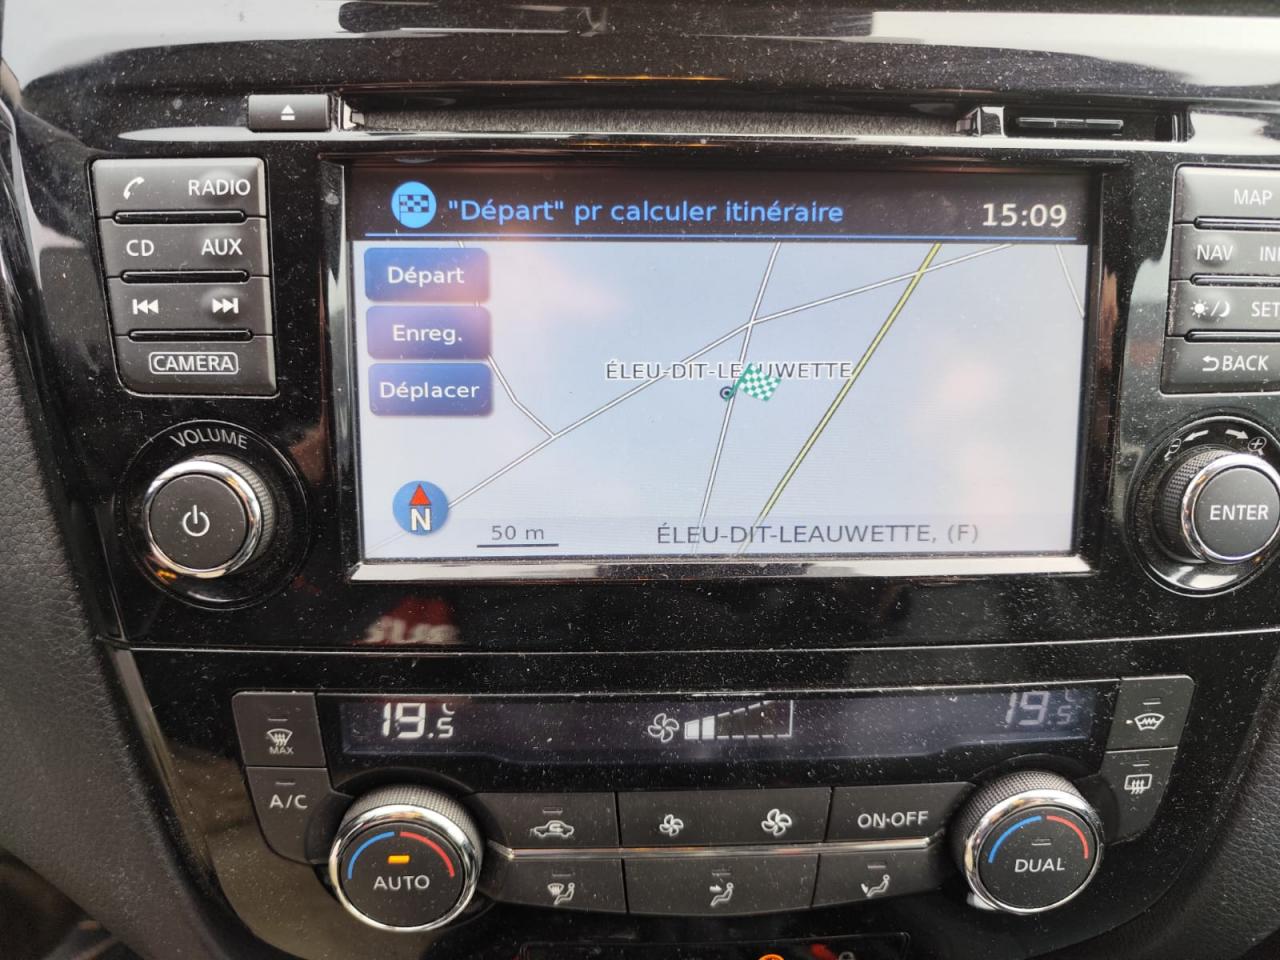 RADIO
CD AUX
CAMERA
VOLUME
"Départ" pr calculer itinéraire 15:09
Départ
Enreg.
Déplacer
ÉLEU-DIT-LEAUWETTE
N
50 m
ÉLEU-DIT-LEAUWETTE, (F)
MAP
NAV
BACK
ENTER
19.5
19.5
MAX
A/C
AUTO
ON·OFF
DUAL